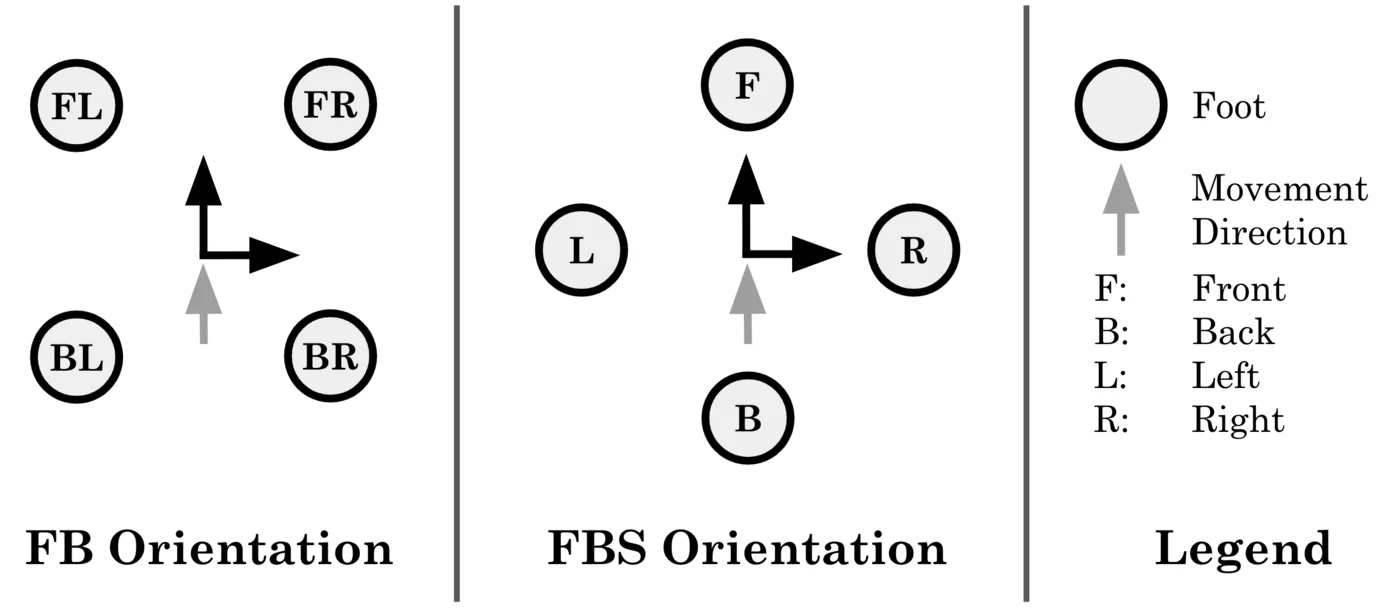 FL FR
BL BR
FB Orientation
F
L R
B
FBS Orientation
Foot
Movement
Direction
F: Front
B: Back
L: Left
R: Right
Legend